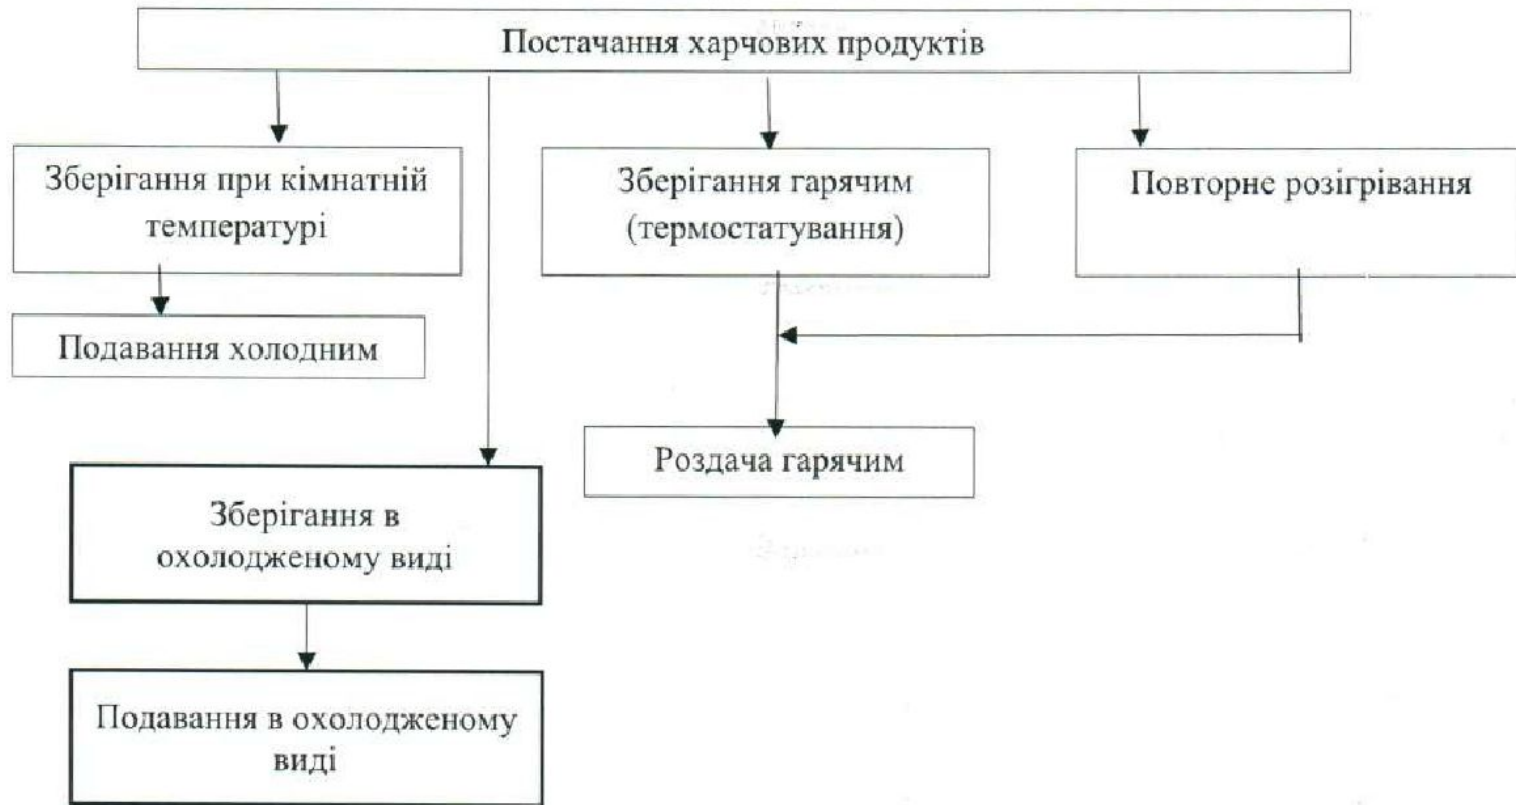 Постачання харчових продуктів
Зберігання при кімнатній
температурі
Зберігання гарячим
(термостатування)
Повторне розігрівання
Подавання холодним
Роздача гарячим
Зберігання в
охолодженому виді
Подавання в охолодженому
виді